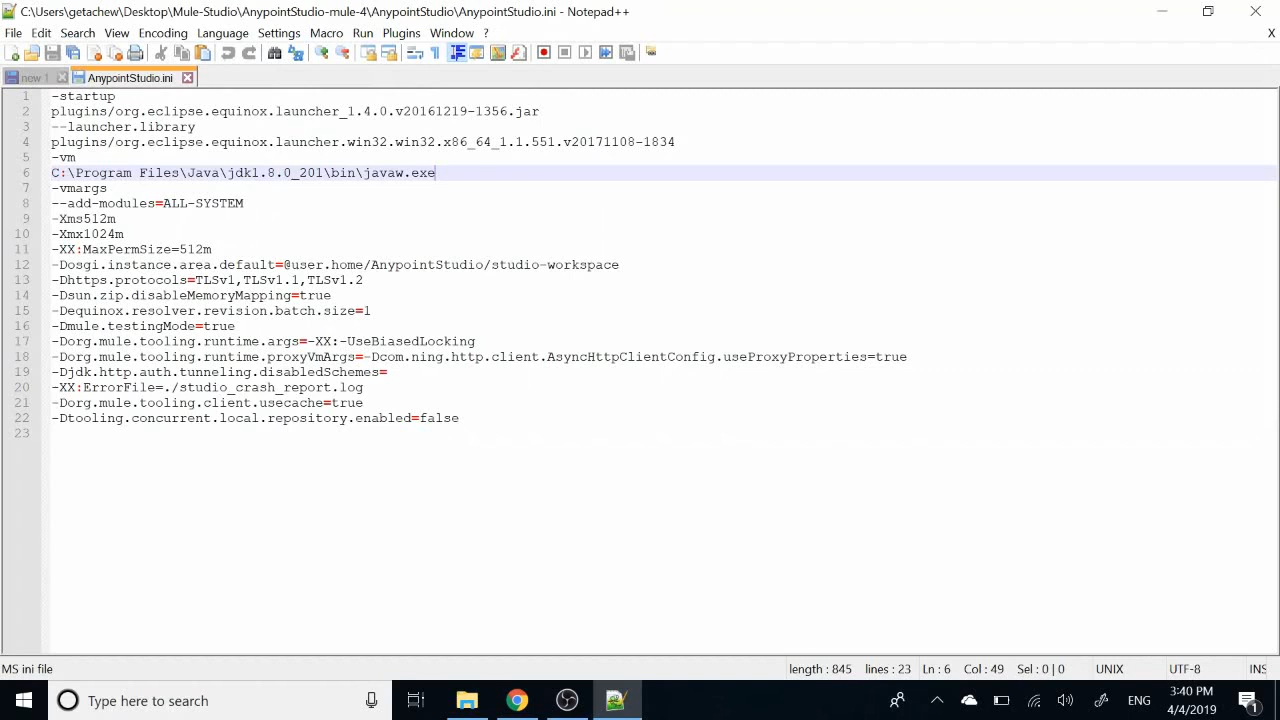 C:\Users\getachew\Desktop\Mule-Studio\AnypointStudio-mule-4\AnypointStudio\AnypointStudio.ini - Notepad++
File Edit Search View Encoding Language Settings Macro Run Plugins Window ? X
new 1 AnypointStudio.ini
1 -startup
2 plugins/org.eclipse.equinox.launcher_1.4.0.v20161219-1356.jar
3 --launcher.library
4 plugins/org.eclipse.equinox.launcher.win32.win32.x86_64_1.1.551.v20171108-1834
5 -vm
6 C:\Program Files\Java\jdk1.8.0_201\bin\javaw.exe
7 -vmargs
8 --add-modules=ALL-SYSTEM
9 -Xms512m
10 -Xmx1024m
11 -XX:MaxPermSize=512m
12 -Dosgi.instance.area.default=@user.home/AnypointStudio/studio-workspace
13 -Dhttps.protocols=TLSv1,TLSv1.1,TLSv1.2
14 -Dsun.zip.disableMemoryMapping=true
15 -Dequinox.resolver.revision.batch.size=1
16 -Dmule.testingMode=true
17 -Dorg.mule.tooling.runtime.args=-XX:-UseBiasedLocking
18 -Dorg.mule.tooling.runtime.proxyVmArgs=-Dcom.ning.http.client.AsyncHttpClientConfig.useProxyProperties=true
19 -Djdk.http.auth.tunneling.disabledSchemes=
20 -XX:ErrorFile=./studio_crash_report.log
21 -Dorg.mule.tooling.client.usecache=true
22 -Dtooling.concurrent.local.repository.enabled=false
23
MS ini file length : 845 lines : 23 Ln : 6 Col : 49 Sel : 0 | 0 UNIX UTF-8 INS
Type here to search ENG 3:40 PM
4/4/2019 1